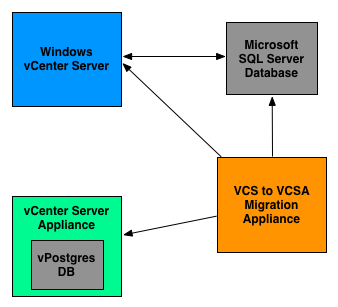 Windows
vCenter Server
Microsoft
SQL Server
Database
VCS to VCSA
Migration
Appliance
vCenter Server
Appliance
vPostgres
DB